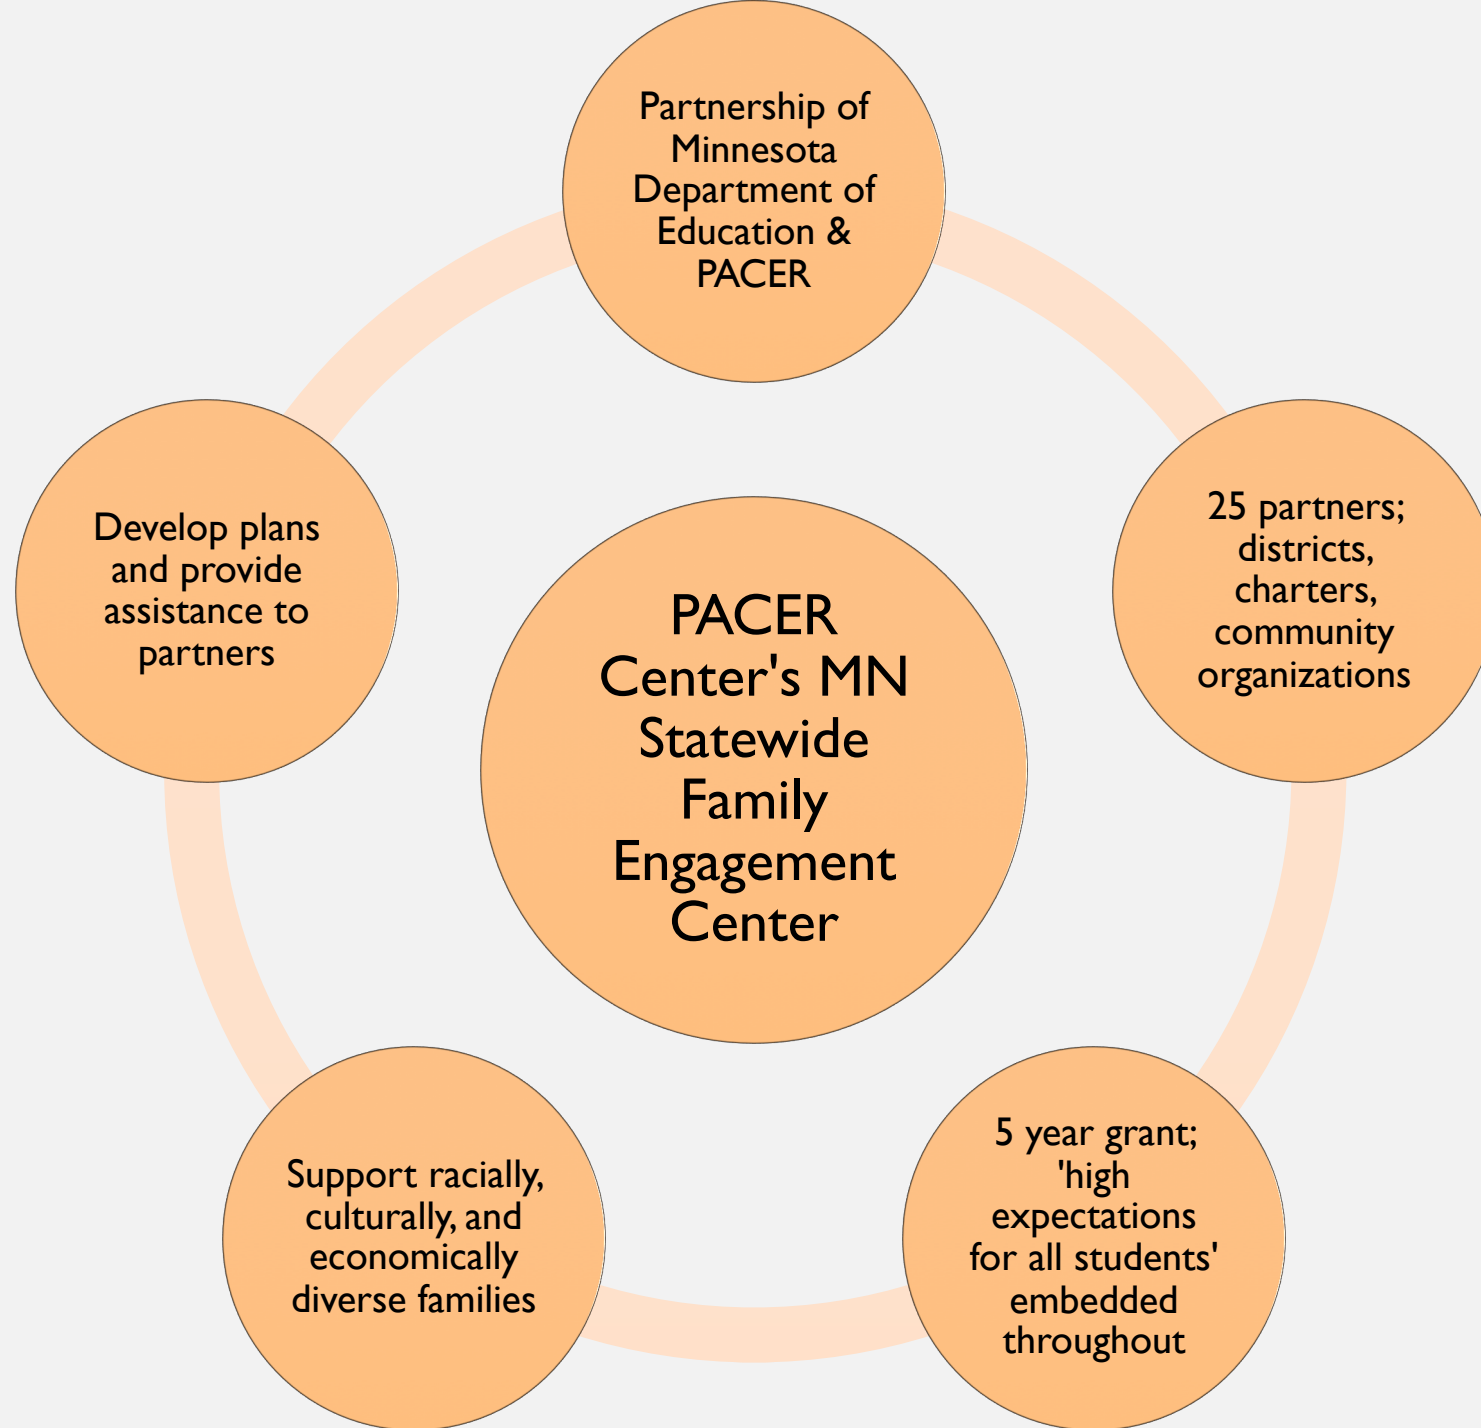 Partnership of
Minnesota
Department of
Education &
PACER
25 partners;
districts,
charters,
community
organizations
5 year grant;
'high
expectations
for all students'
embedded
throughout
Support racially,
culturally, and
economically
diverse families
Develop plans
and provide
assistance to
partners
PACER
Center's MN
Statewide
Family
Engagement
Center